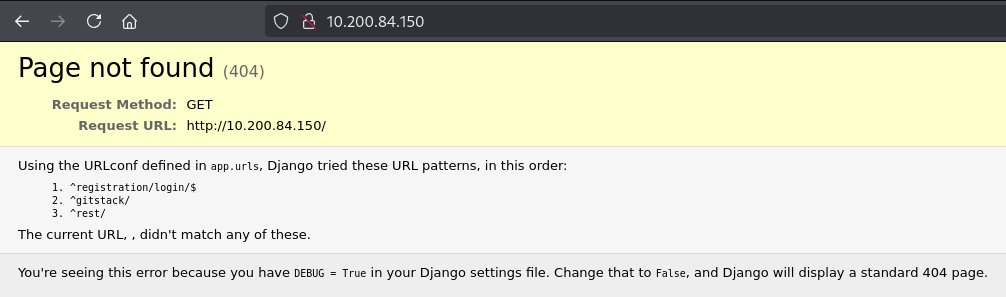 10.200.84.150
Page not found (404)
Request Method: GET
Request URL: http://10.200.84.150/
Using the URLconf defined in app.urls, Django tried these URL patterns, in this order:
1. ^registration/login/$
2. ^gitstack/
3. ^rest/
The current URL, , didn't match any of these.
You're seeing this error because you have DEBUG = True in your Django settings file. Change that to False, and Django will display a standard 404 page.